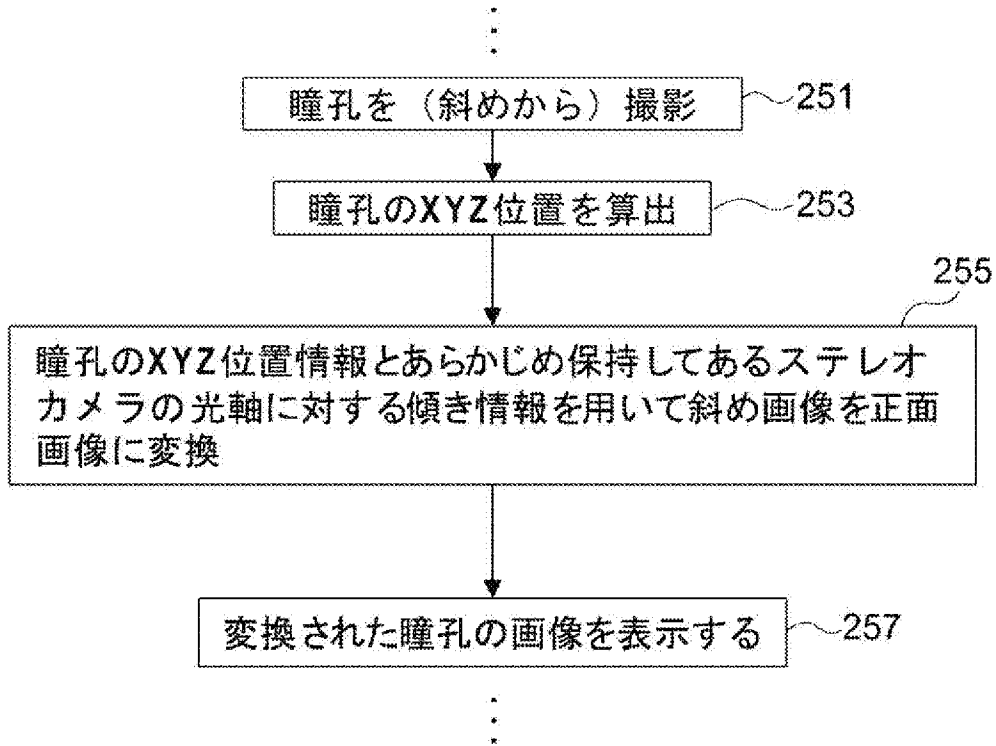 瞳孔を（斜めから）撮影
251
瞳孔のXYZ位置を算出
253
255
瞳孔のXYZ位置情報とあらかじめ保持してあるステレオ
カメラの光軸に対する傾き情報を用いて斜め画像を正面
画像に変換
変換された瞳孔の画像を表示する
257